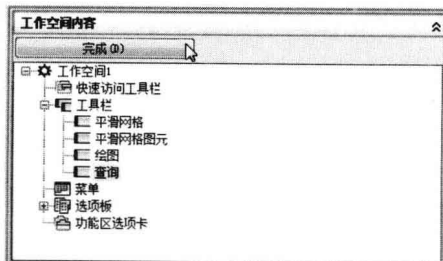 工作空间内容
完成(D)
工作空间1
快速访问工具栏
工具栏
平滑网格
平滑网格图元
绘图
查询
菜单
选项板
功能区选项卡